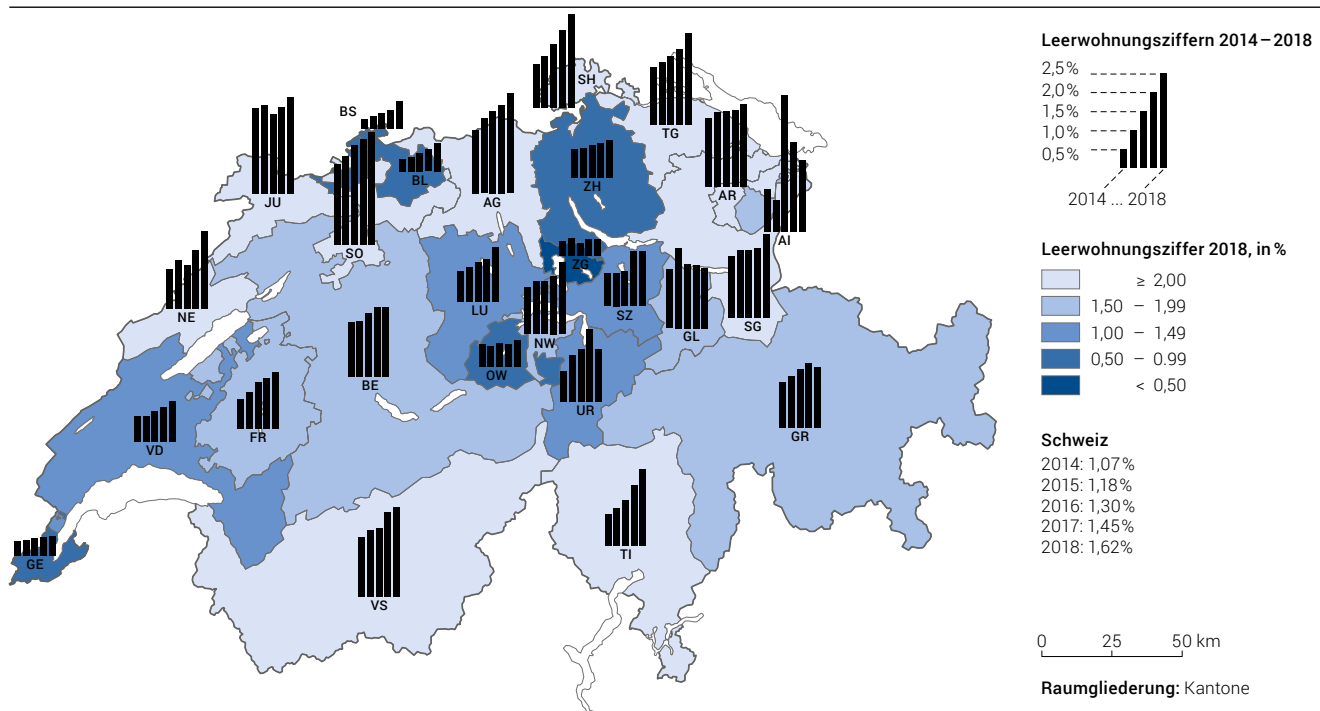 SH
BS
TG
JU
BL
ZH
AG
AR
AI
SO
ZG
NE
LU
SZ
SG
GL
NW
OW
BE
UR
VD
FR
GR
GE
TI
VS
Leerwohnungsziffern 2014–2018
2,5%
2,0%
1,5%
1,0%
0,5%
2014 ... 2018
Leerwohnungsziffer 2018, in %
≥ 2,00
1,50 – 1,99
1,00 – 1,49
0,50 – 0.99
< 0,50
Schweiz
2014: 1,07%
2015: 1,18%
2016: 1,30%
2017: 1,45%
2018: 1,62%
0 25 50 km
Raumgliederung: Kantone